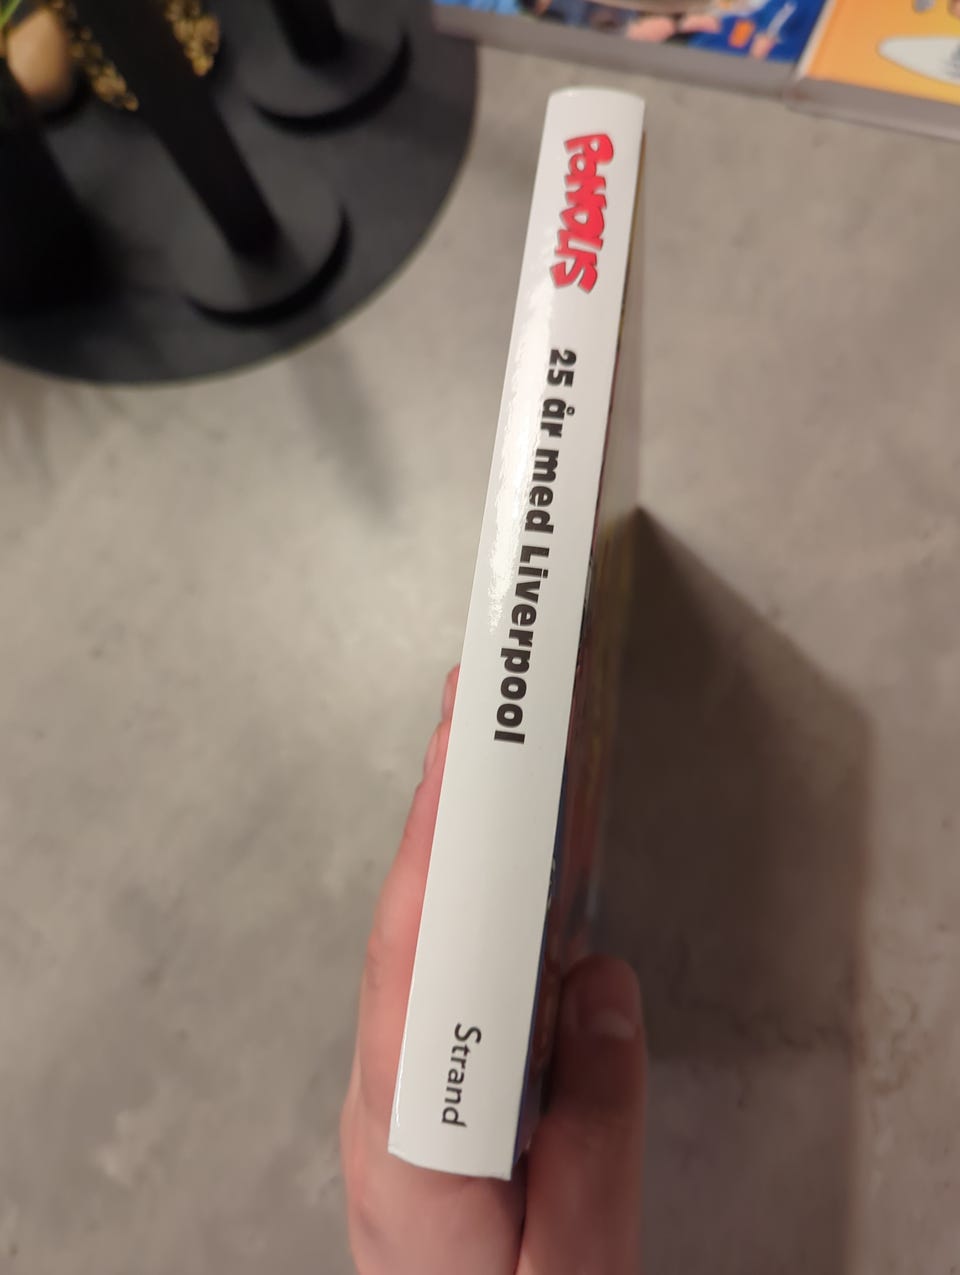 PONDUS
25 år med Liverpool
Strand